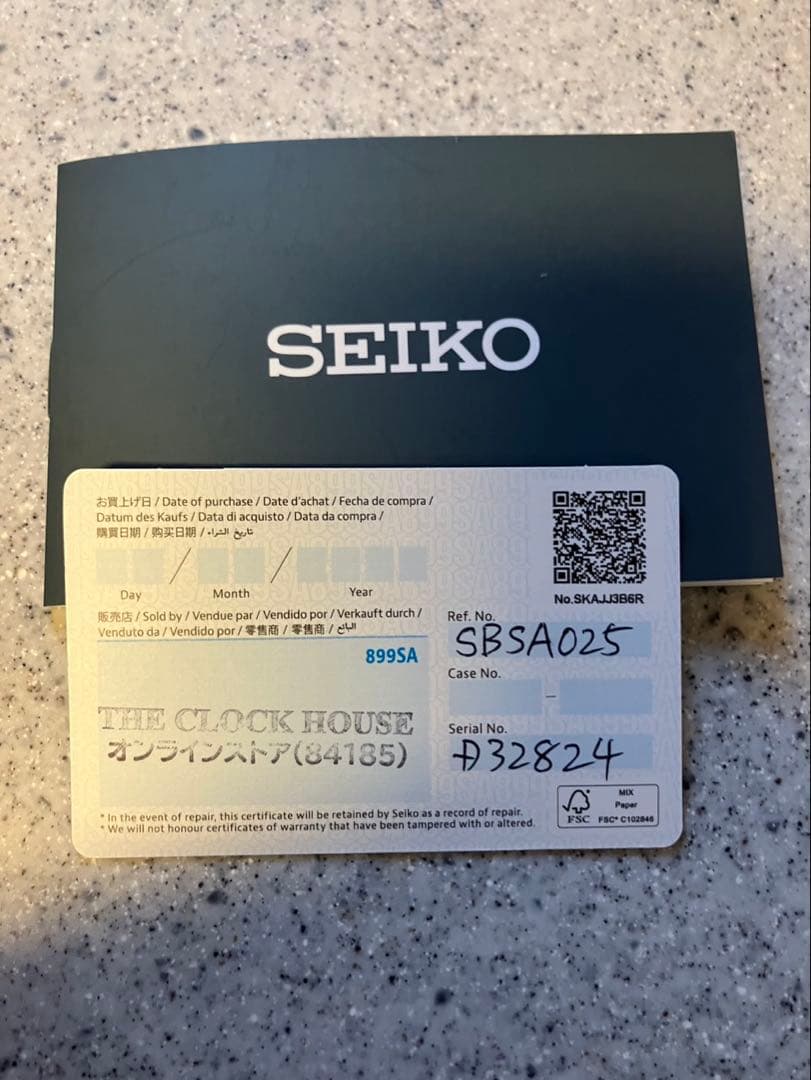 SEIKO
お買上げ日 / Date of purchase / Date d'achat / Fecha de compra /
Datum des Kaufs / Data di acquisto / Data da compra /
購買日期 / 购买日期 / تاريخ الشراء
/ /
Day Month Year
No.SKAJJ3B6R
販売店 / Sold by / Vendue par / Vendido por / Verkauft durch /
Venduto da / Vendido por / 零售商 / 零售商 / البائع
899SA
THE CLOCK HOUSE
オンラインストア(84185)
Ref. No.
SBSA025
Case No.
–
Serial No.
D32824
* In the event of repair, this certificate will be retained by Seiko as a record of repair.
* We will not honour certificates of warranty that have been tampered with or altered.
FSC
MIX
Paper
FSC® C102846